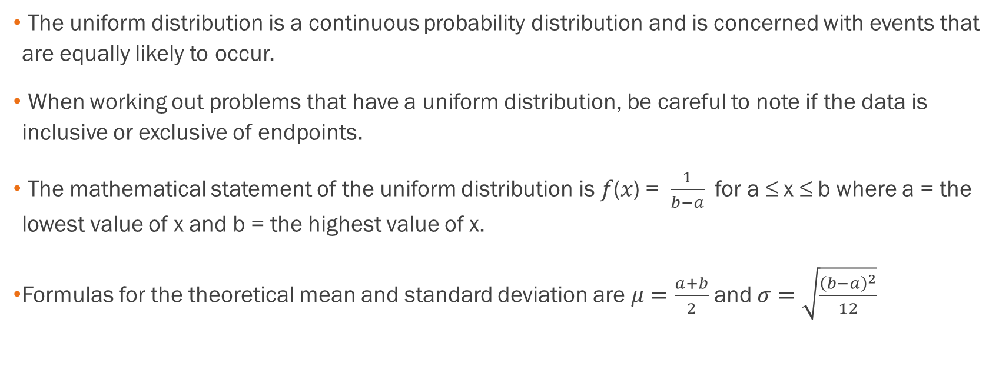 • The uniform distribution is a continuous probability distribution and is concerned with events that
are equally likely to occur.
• When working out problems that have a uniform distribution, be careful to note if the data is
inclusive or exclusive of endpoints.
• The mathematical statement of the uniform distribution is f(x) = \frac{1}{b-a} for a ≤ x ≤ b where a = the
lowest value of x and b = the highest value of x.
•Formulas for the theoretical mean and standard deviation are μ = \frac{a+b}{2} and σ = \sqrt{\frac{(b-a)^2}{12}}